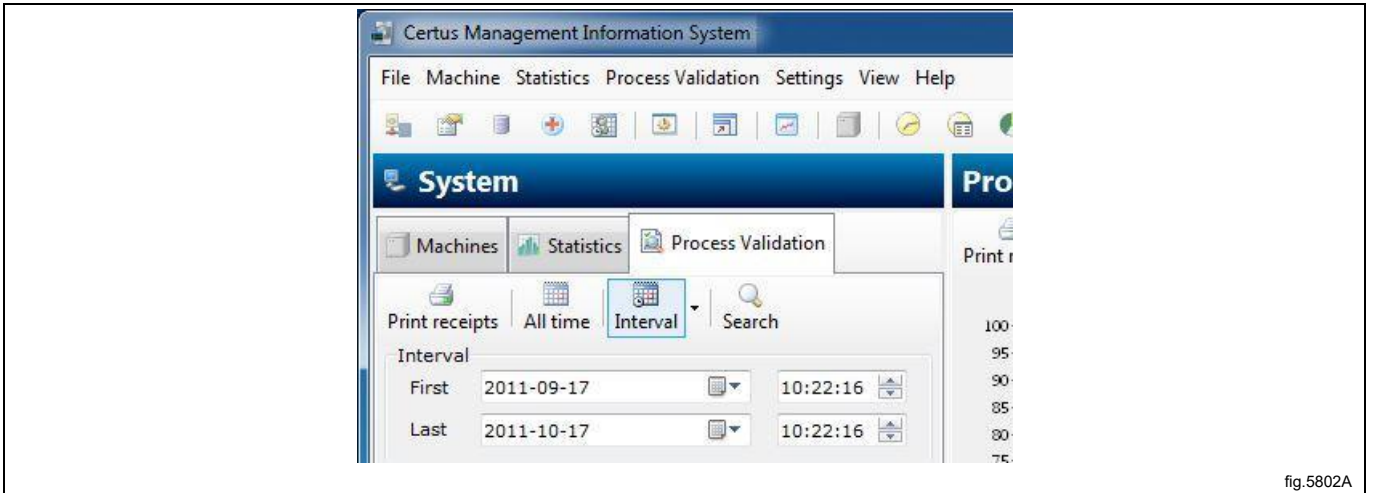 Certus Management Information System
File Machine Statistics Process Validation Settings View Help
System
Pro
Machines Statistics Process Validation
Print receipts All time Interval Search
Print r
Interval
First 2011-09-17 10:22:16
Last 2011-10-17 10:22:16
100
95
90
85
80
75
fig.5802A